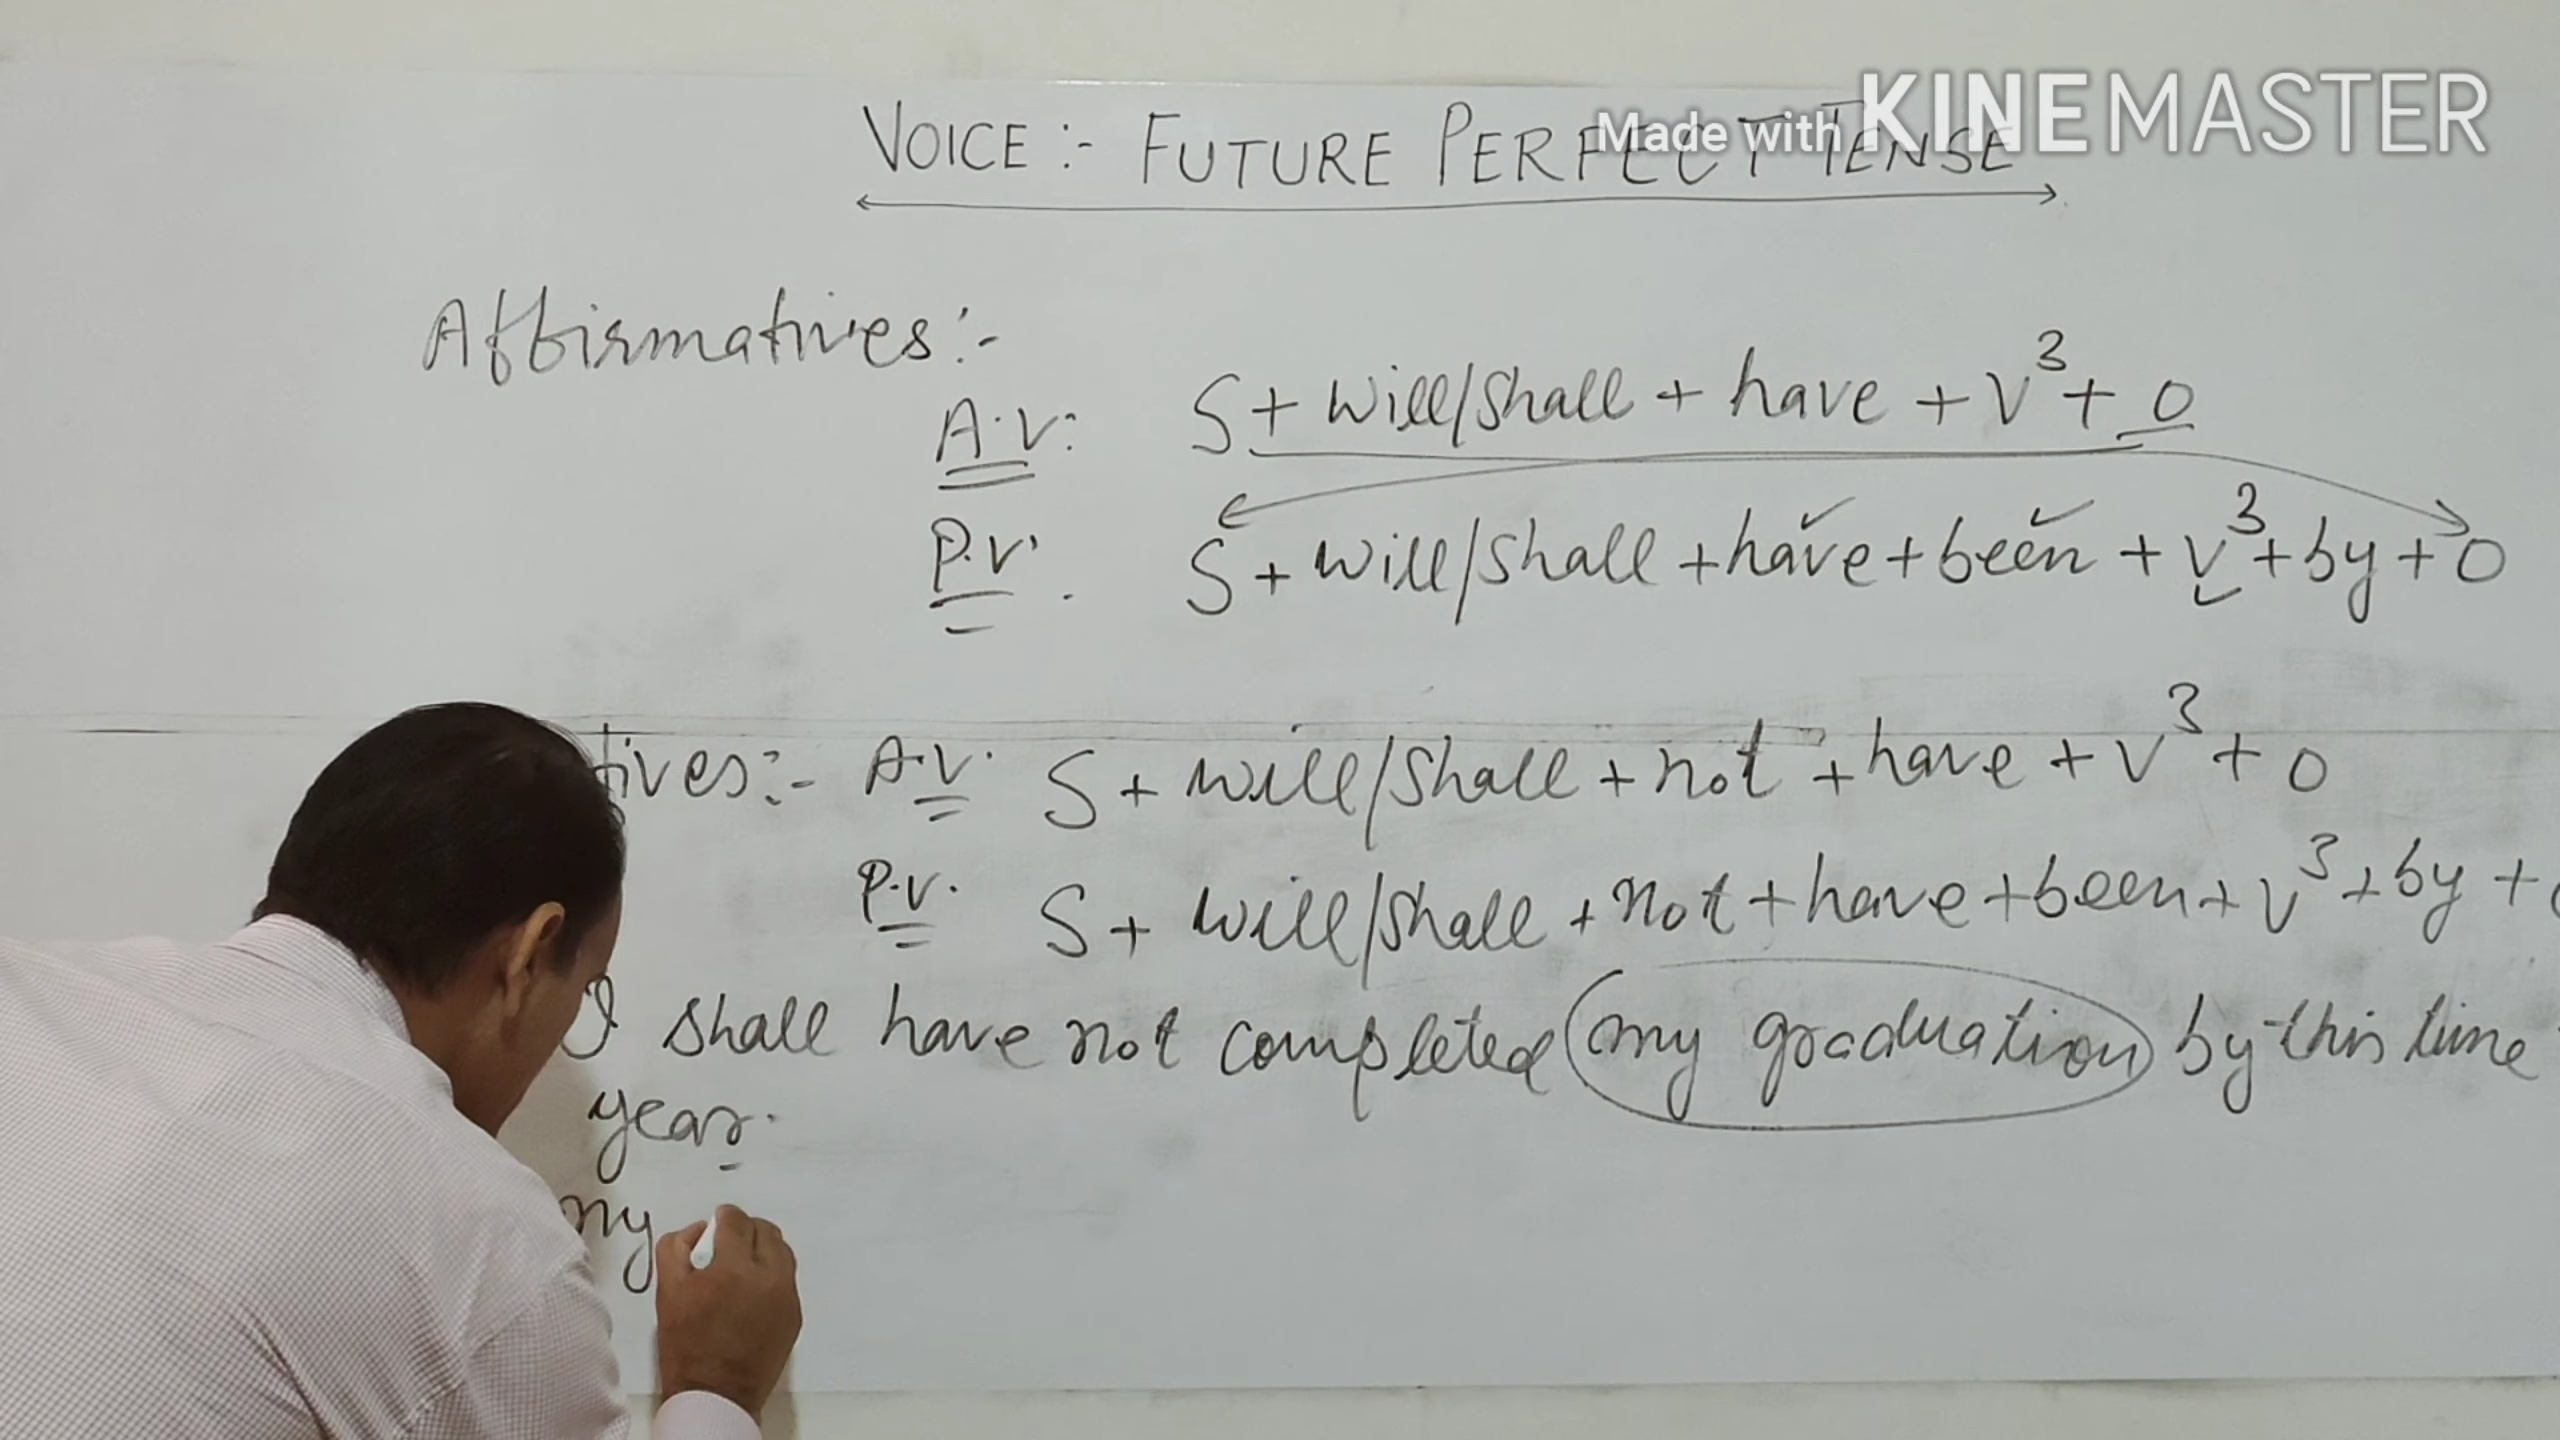 Made with KINEMASTER
VOICE :- FUTURE PERFECT TENSE
Affirmatives :-
A.V: S + will/shall + have + V³ + O
P.V. S + will/shall + have + been + V³ + by + O
tives :- A.V. S + will/shall + not + have + V³ + O
P.V. S + will/shall + not + have + been + V³ + by +
I shall have not completed my graduation by this time
year.
my